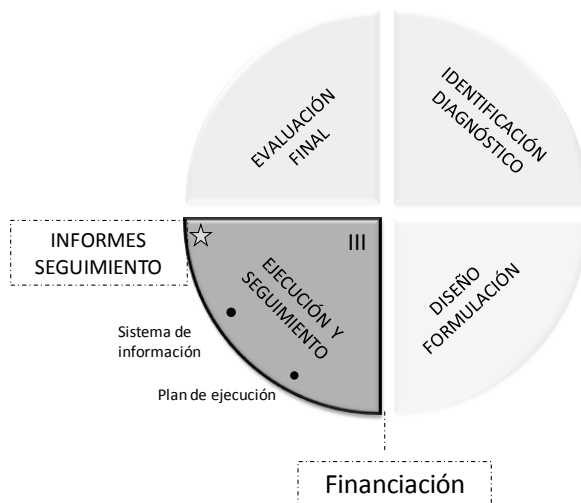 EVALUACIÓN
FINAL
IDENTIFICACIÓN
DIAGNÓSTICO
INFORMES
SEGUIMIENTO
III
EJECUCIÓN Y
SEGUIMIENTO
DISEÑO
FORMULACIÓN
Sistema de
información
Plan de ejecución
Financiación